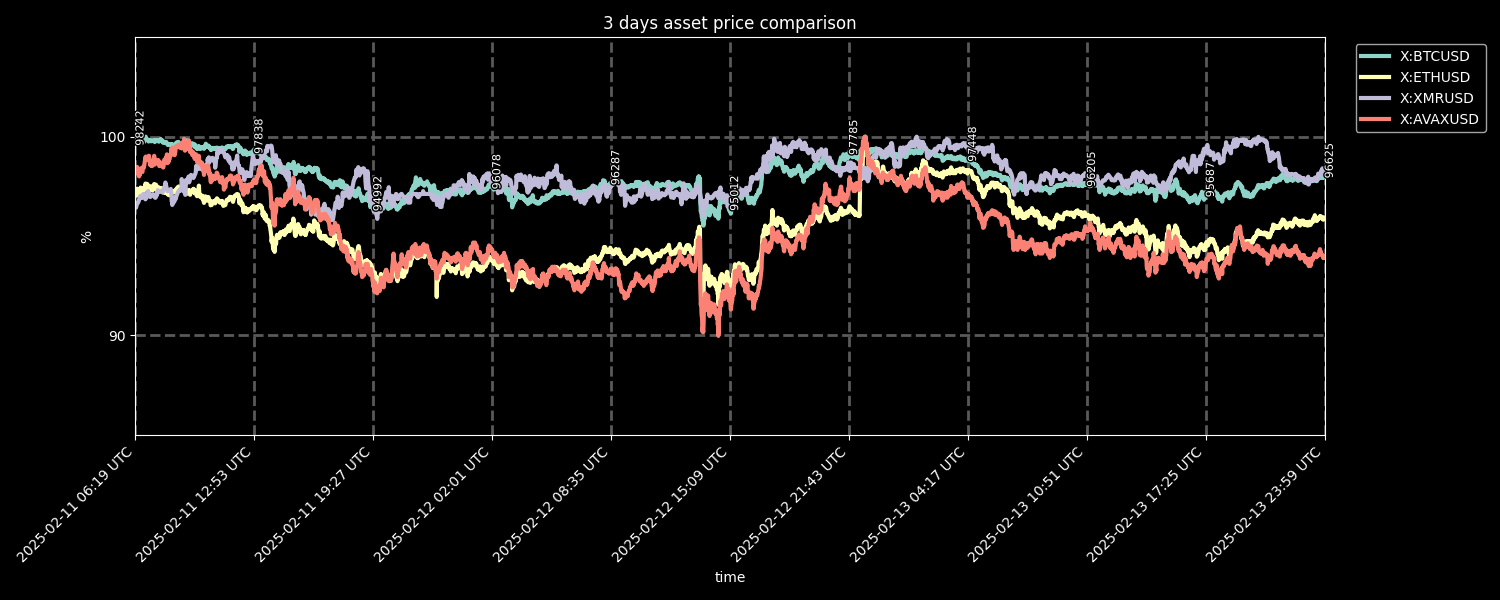 3 days asset price comparison
X:BTCUSD
X:ETHUSD
X:XMRUSD
X:AVAXUSD
100
90
%
98242
97838
94992
96078
96287
95012
97785
97448
96205
95687
96625
2025-02-11 06:19 UTC
2025-02-11 12:53 UTC
2025-02-11 19:27 UTC
2025-02-12 02:01 UTC
2025-02-12 08:35 UTC
2025-02-12 15:09 UTC
2025-02-12 21:43 UTC
2025-02-13 04:17 UTC
2025-02-13 10:51 UTC
2025-02-13 17:25 UTC
2025-02-13 23:59 UTC
time